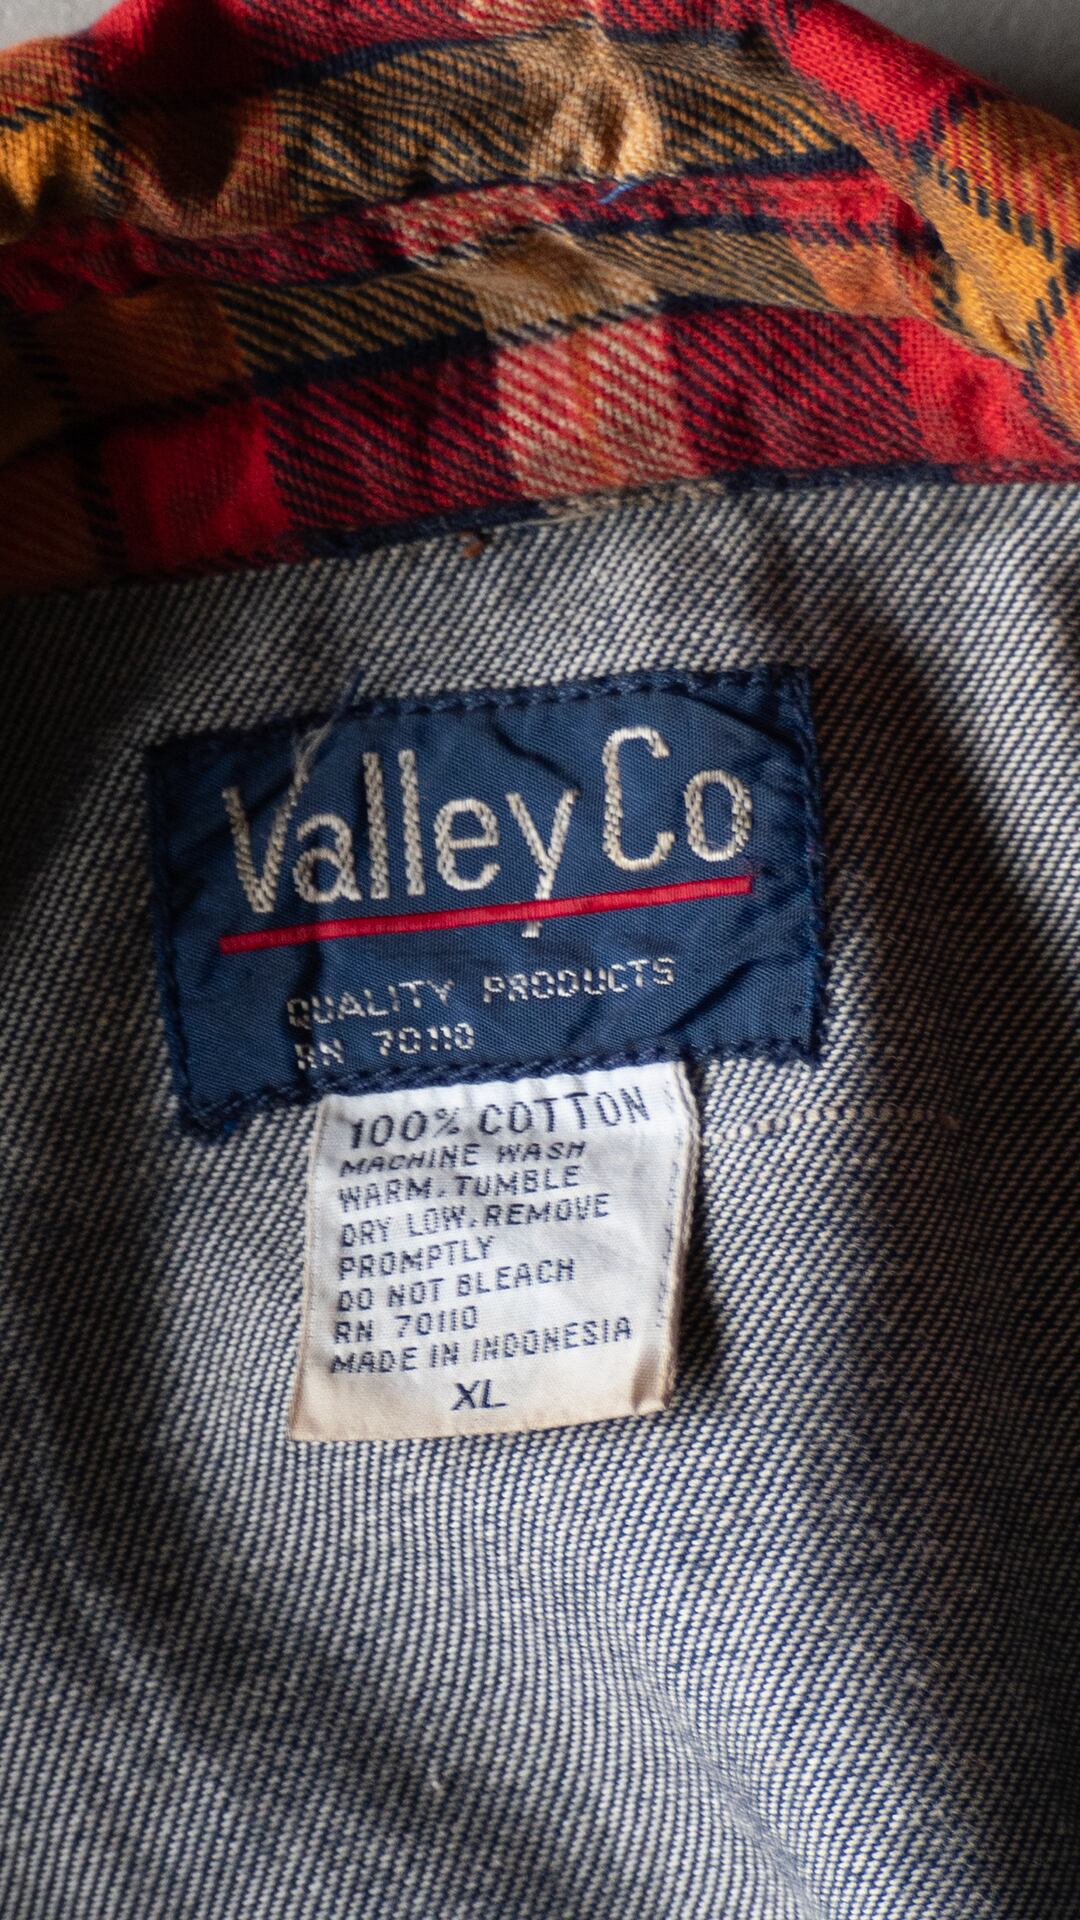 Valley Co
QUALITY PRODUCTS
RN 70110
100% COTTON
MACHINE WASH
WARM. TUMBLE
DRY LOW. REMOVE
PROMPTLY
DO NOT BLEACH
RN 70110
MADE IN INDONESIA
XL